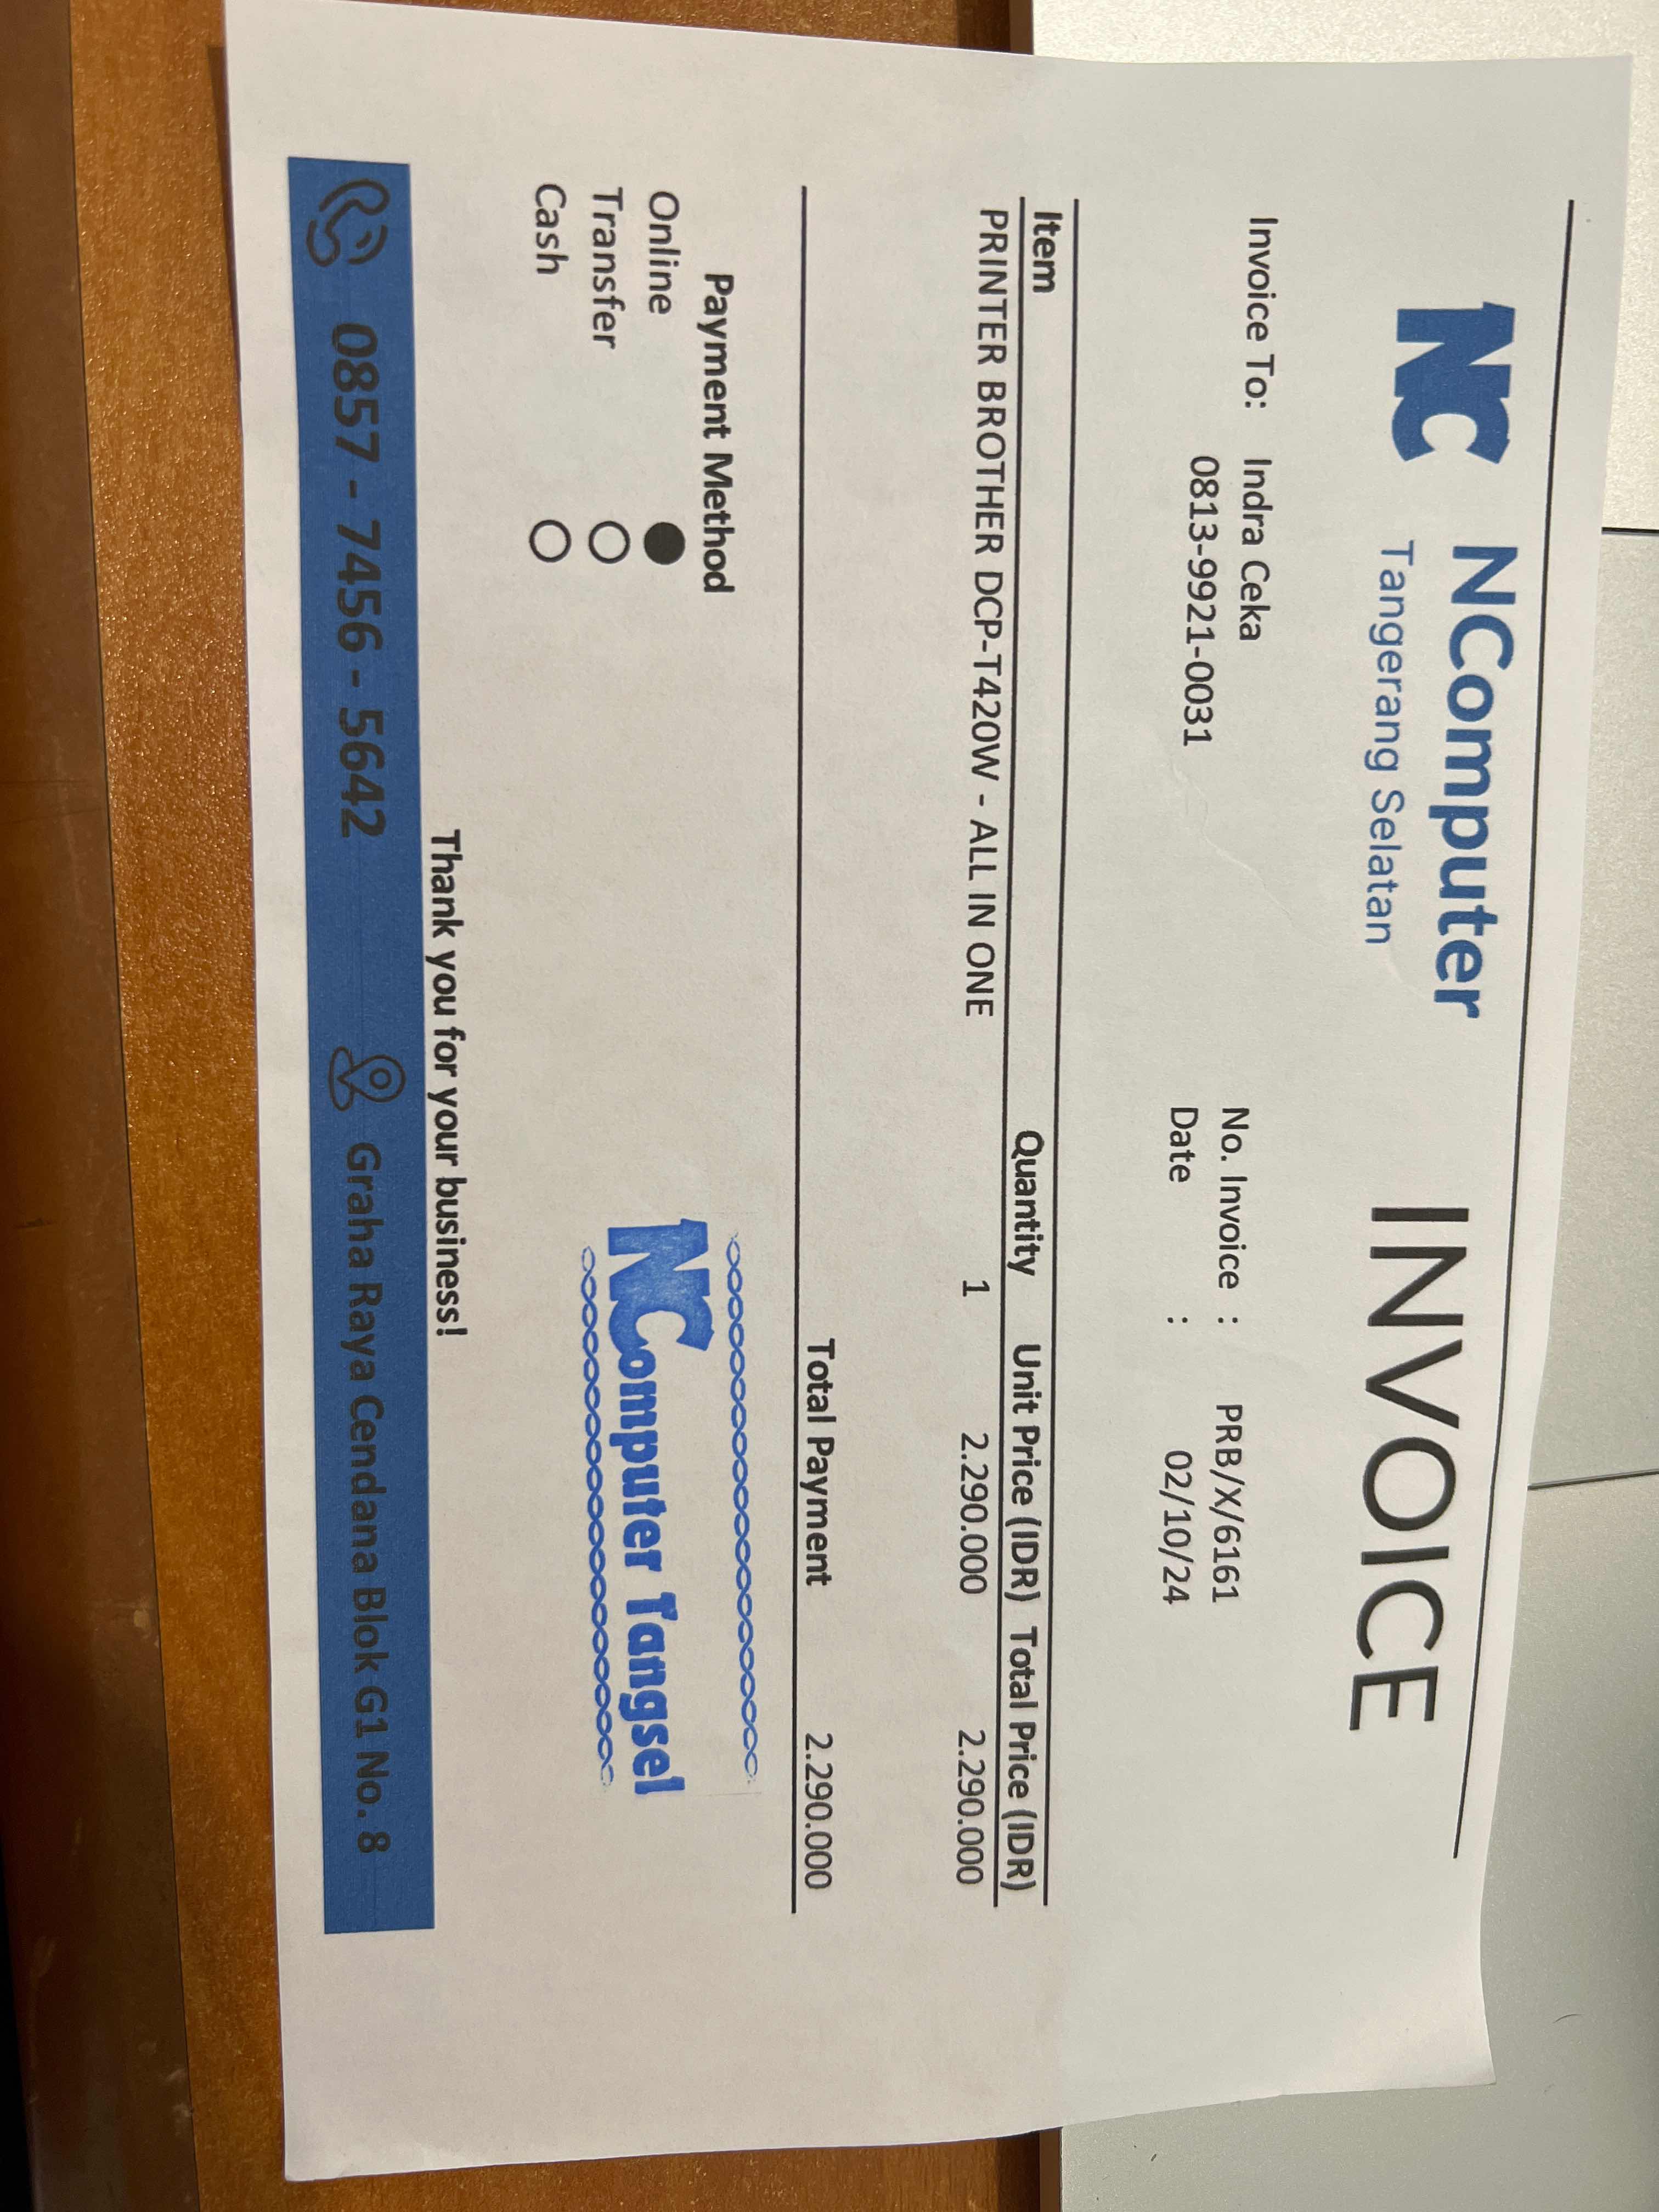 NC NComputer
Tangerang Selatan
INVOICE
Invoice To: Indra Ceka
0813-9921-0031
No. Invoice : PRB/X/6161
Date : 02/10/24
Item Quantity Unit Price (IDR) Total Price (IDR)
PRINTER BROTHER DCP-T420W - ALL IN ONE 1 2.290.000 2.290.000
Total Payment 2.290.000
Payment Method
Online
Transfer
Cash
NComputer Tangsel
Thank you for your business!
0857 - 7456 - 5642 Graha Raya Cendana Blok G1 No. 8